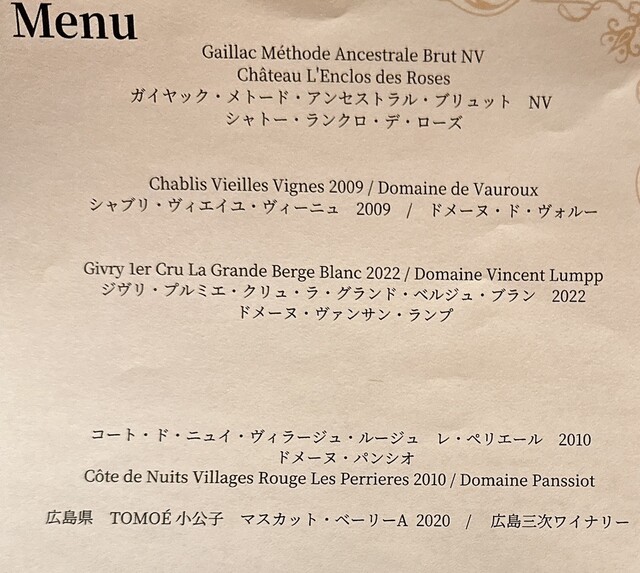 Menu
Gaillac Méthode Ancestrale Brut NV
Château L'Enclos des Roses
ガイヤック・メトード・アンセストラル・ブリュット　NV
シャトー・ランクロ・デ・ローズ
Chablis Vieilles Vignes 2009 / Domaine de Vauroux
シャブリ・ヴィエイユ・ヴィーニュ　2009　/　ドメーヌ・ド・ヴォルー
Givry 1er Cru La Grande Berge Blanc 2022 / Domaine Vincent Lumpp
ジヴリ・プルミエ・クリュ・ラ・グランド・ベルジュ・ブラン　2022
ドメーヌ・ヴァンサン・ランプ
コート・ド・ニュイ・ヴィラージュ・ルージュ　レ・ペリエール　2010
ドメーヌ・パンシオ
Côte de Nuits Villages Rouge Les Perrieres 2010 / Domaine Panssiot
広島県　TOMOÉ 小公子　マスカット・ベーリーA 2020　/　広島三次ワイナリー